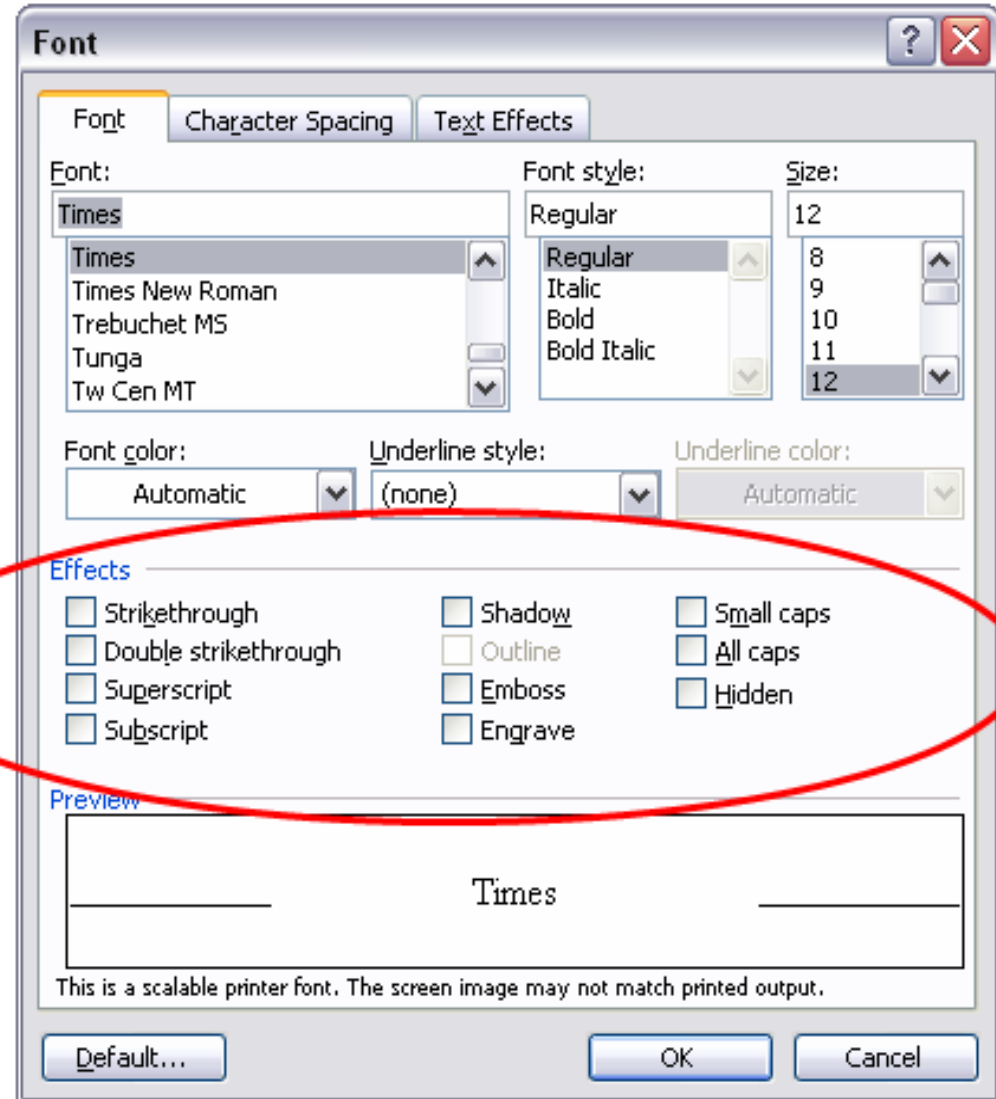 Font
Font Character Spacing Text Effects
Font: Font style: Size:
Times Regular 12
Times Regular 8
Times New Roman Italic 9
Trebuchet MS Bold 10
Tunga Bold Italic 11
Tw Cen MT 12
Font color: Underline style: Underline color:
Automatic (none) Automatic
Effects
Strikethrough Shadow Small caps
Double strikethrough Outline All caps
Superscript Emboss Hidden
Subscript Engrave
Preview
Times
This is a scalable printer font. The screen image may not match printed output.
Default... OK Cancel